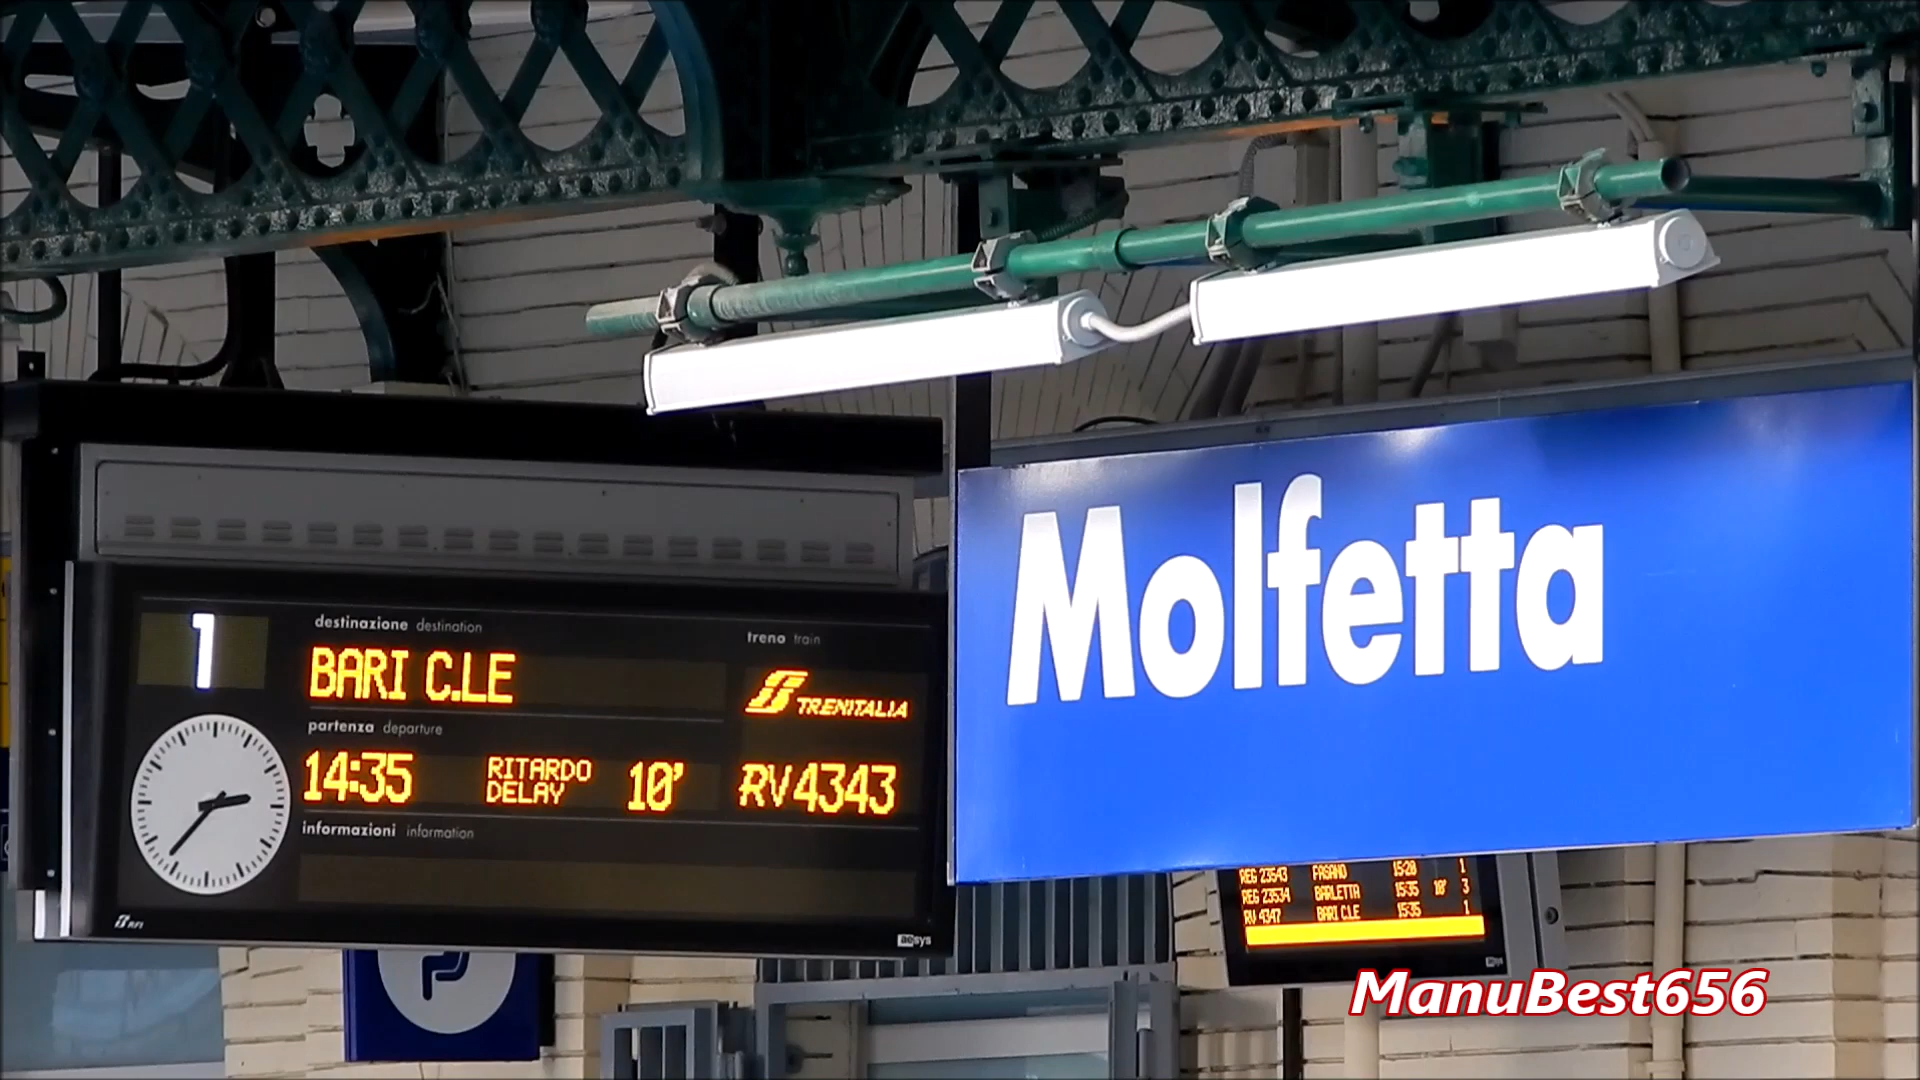 1
destinazione destination
BARI C.LE
treno train
TRENITALIA
partenza departure
14:35 RITARDO DELAY 10' RV4343
informazioni information
RFI
aesys
Molfetta
REG 23543 FASANO 15:20 1
REG 23534 BARLETTA 15:35 10' 3
RV 4347 BARI C.LE 15:35 1
ManuBest656